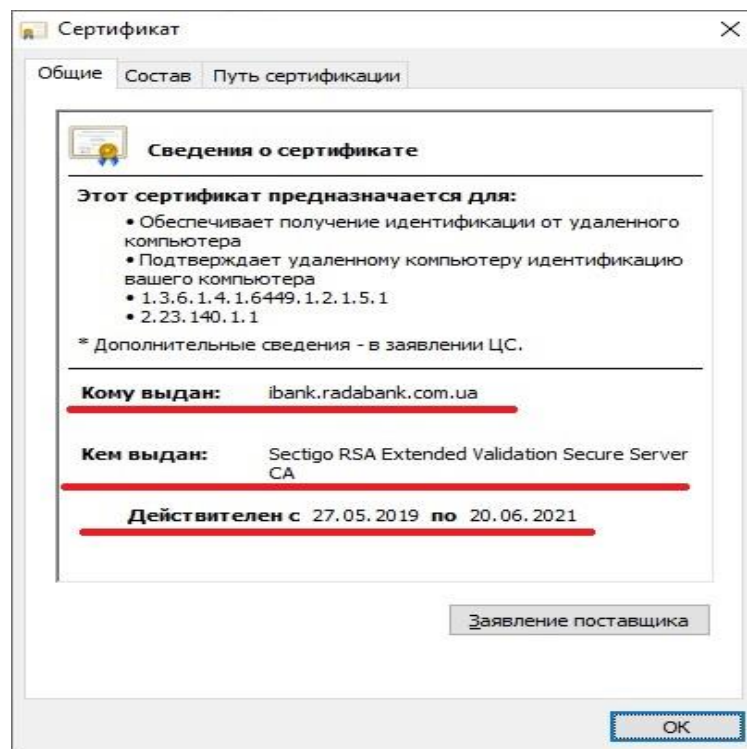 Сертификат
Общие Состав Путь сертификации
Сведения о сертификате
Этот сертификат предназначается для:
• Обеспечивает получение идентификации от удаленного
компьютера
• Подтверждает удаленному компьютеру идентификацию
вашего компьютера
• 1.3.6.1.4.1.6449.1.2.1.5.1
• 2.23.140.1.1
* Дополнительные сведения - в заявлении ЦС.
Кому выдан: ibank.radabank.com.ua
Кем выдан: Sectigo RSA Extended Validation Secure Server
CA
Действителен с 27.05.2019 по 20.06.2021
Заявление поставщика
ОК